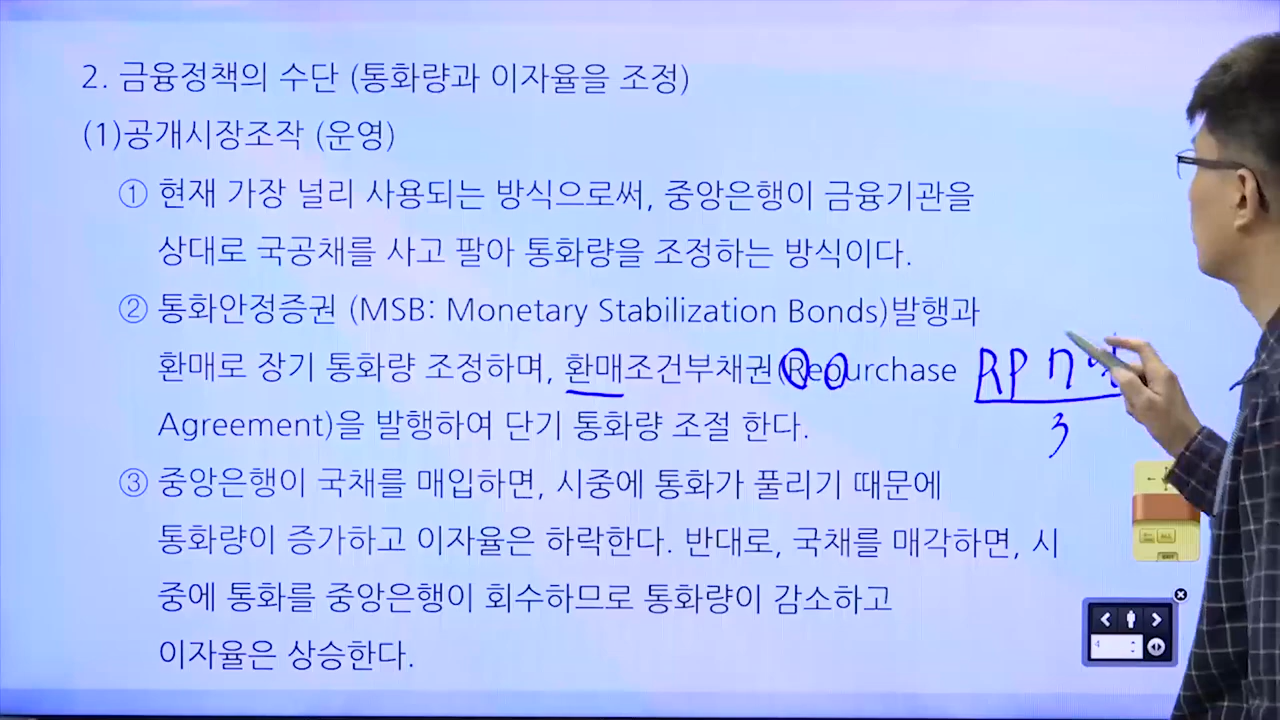 2. 금융정책의 수단 (통화량과 이자율을 조정)
(1)공개시장조작 (운영)
① 현재 가장 널리 사용되는 방식으로써, 중앙은행이 금융기관을
상대로 국공채를 사고 팔아 통화량을 조정하는 방식이다.
② 통화안정증권 (MSB: Monetary Stabilization Bonds)발행과
환매로 장기 통화량 조정하며, 환매조건부채권(Repurchase RP
Agreement)을 발행하여 단기 통화량 조절 한다. 3
③ 중앙은행이 국채를 매입하면, 시중에 통화가 풀리기 때문에
통화량이 증가하고 이자율은 하락한다. 반대로, 국채를 매각하면, 시
중에 통화를 중앙은행이 회수하므로 통화량이 감소하고
이자율은 상승한다.
4